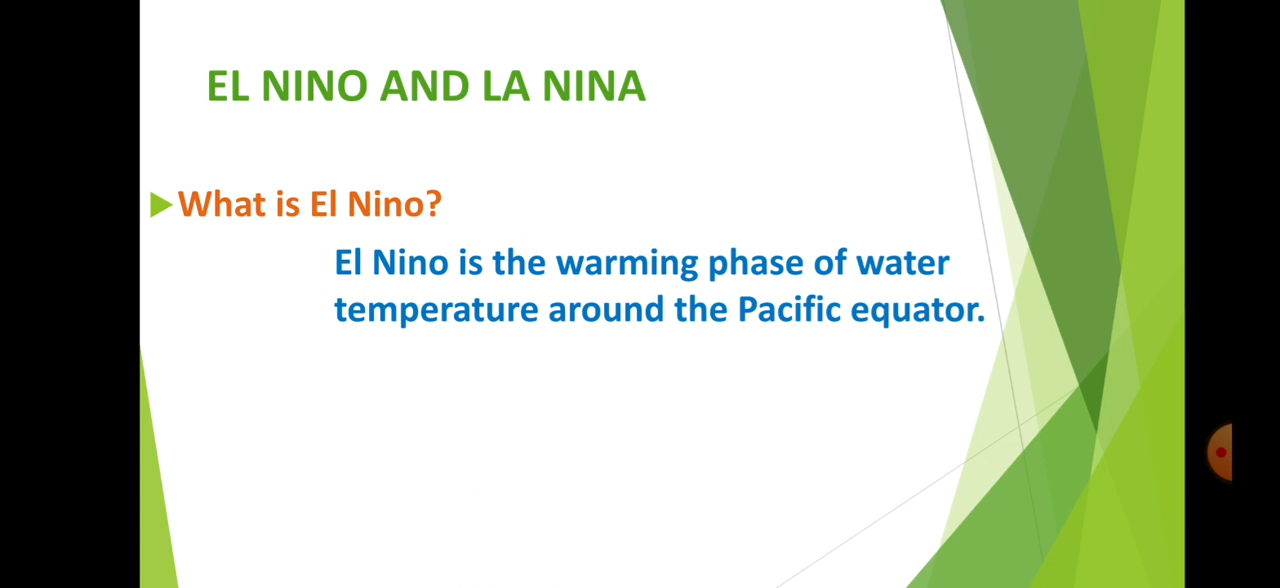 EL NINO AND LA NINA
What is El Nino?
El Nino is the warming phase of water
temperature around the Pacific equator.